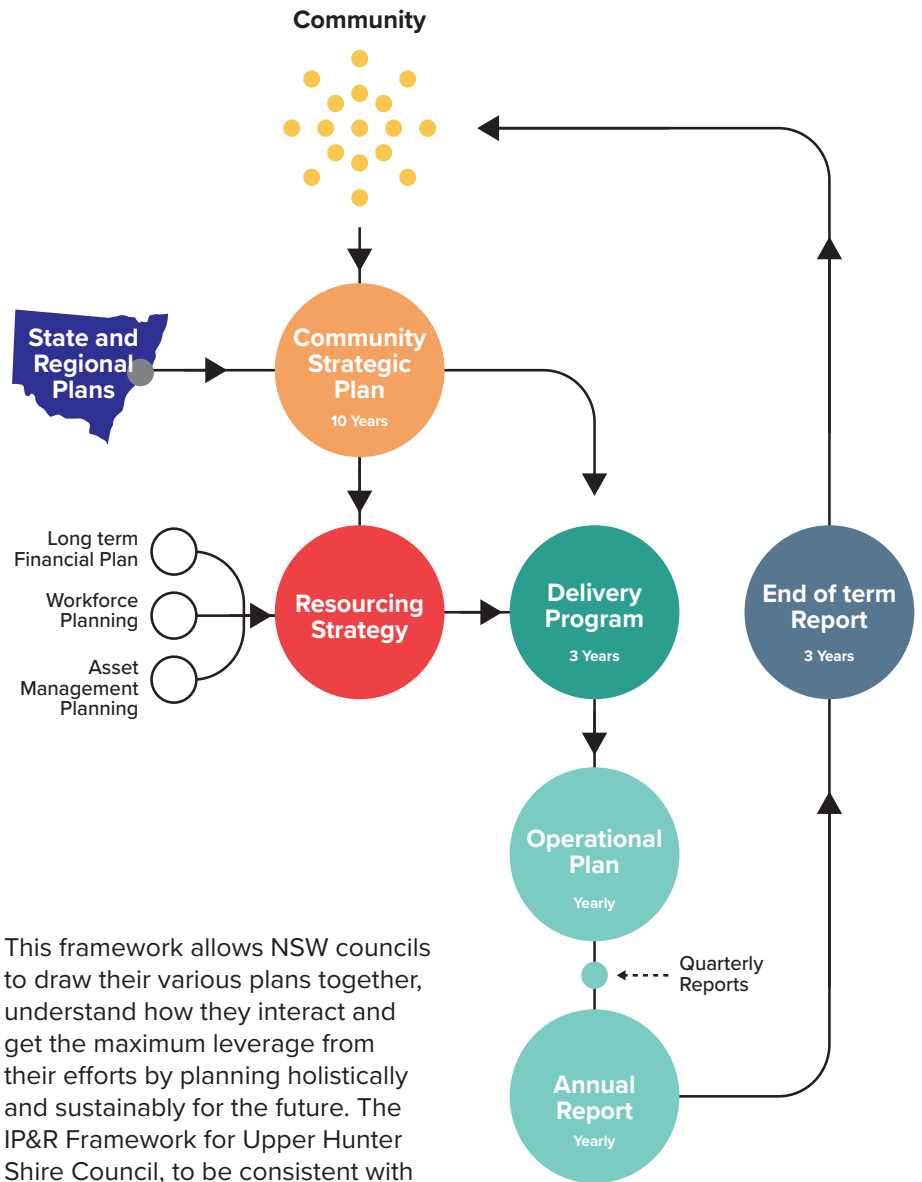 Community
State and
Regional
Plans
Community
Strategic
Plan
10 Years
Long term
Financial Plan
Workforce
Planning
Asset
Management
Planning
Resourcing
Strategy
Delivery
Program
3 Years
End of term
Report
3 Years
Operational
Plan
Yearly
Quarterly
Reports
Annual
Report
Yearly
This framework allows NSW councils
to draw their various plans together,
understand how they interact and
get the maximum leverage from
their efforts by planning holistically
and sustainably for the future. The
IP&R Framework for Upper Hunter
Shire Council, to be consistent with